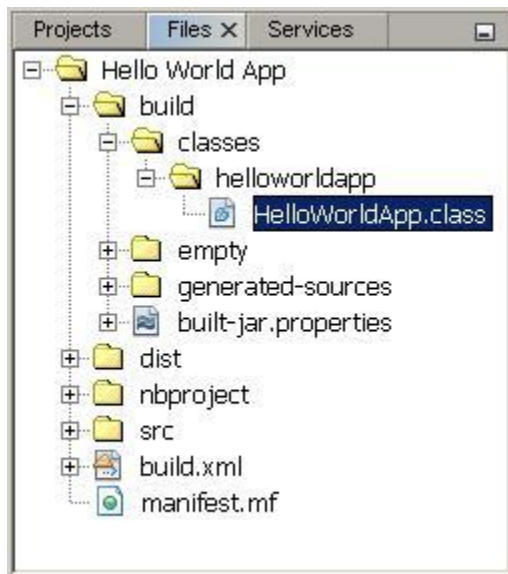 Projects Files Services
Hello World App
build
classes
helloworldapp
HelloWorldApp.class
empty
generated-sources
built-jar.properties
dist
nbproject
src
build.xml
manifest.mf